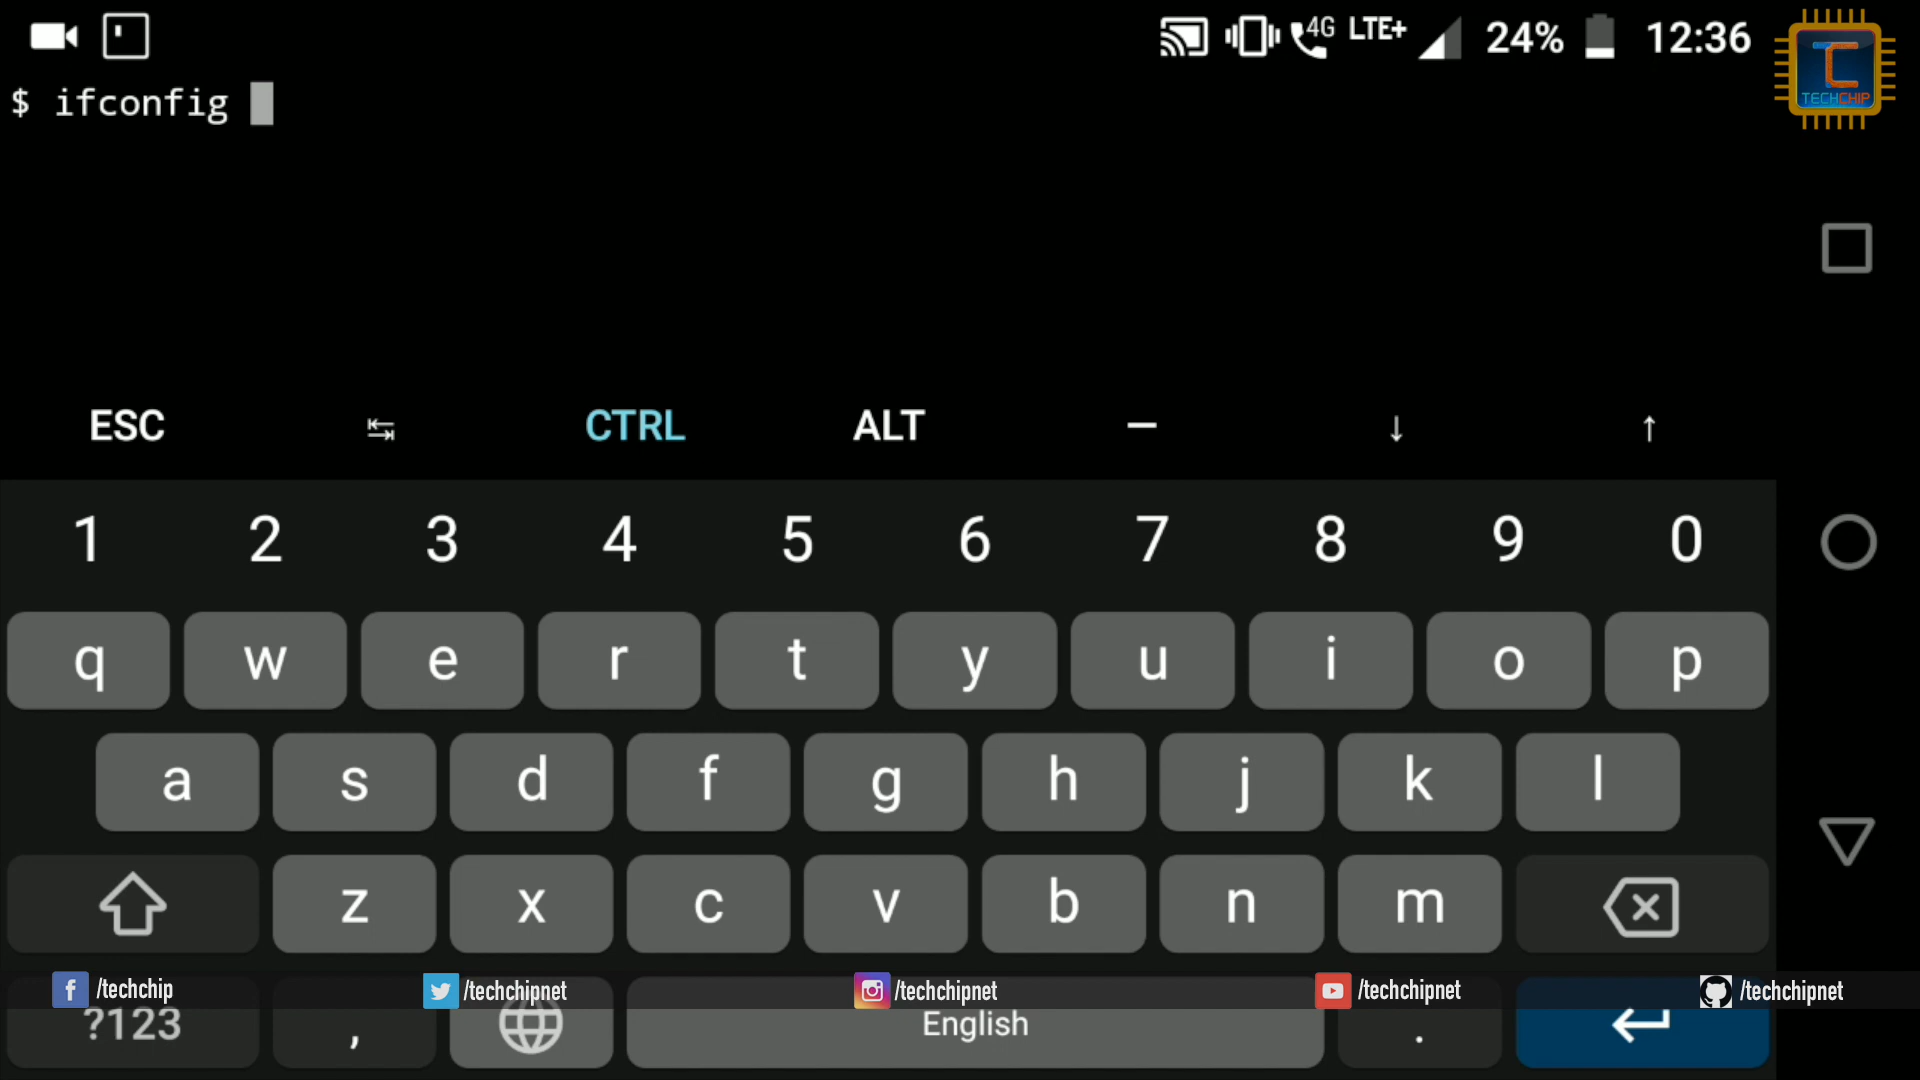 4G LTE+ 24% 12:36
TC
TECHCHIP
$ ifconfig
ESC CTRL ALT — ↓ ↑
1 2 3 4 5 6 7 8 9 0
q w e r t y u i o p
a s d f g h j k l
z x c v b n m
/techchip /techchipnet /techchipnet /techchipnet /techchipnet
?123 , English .